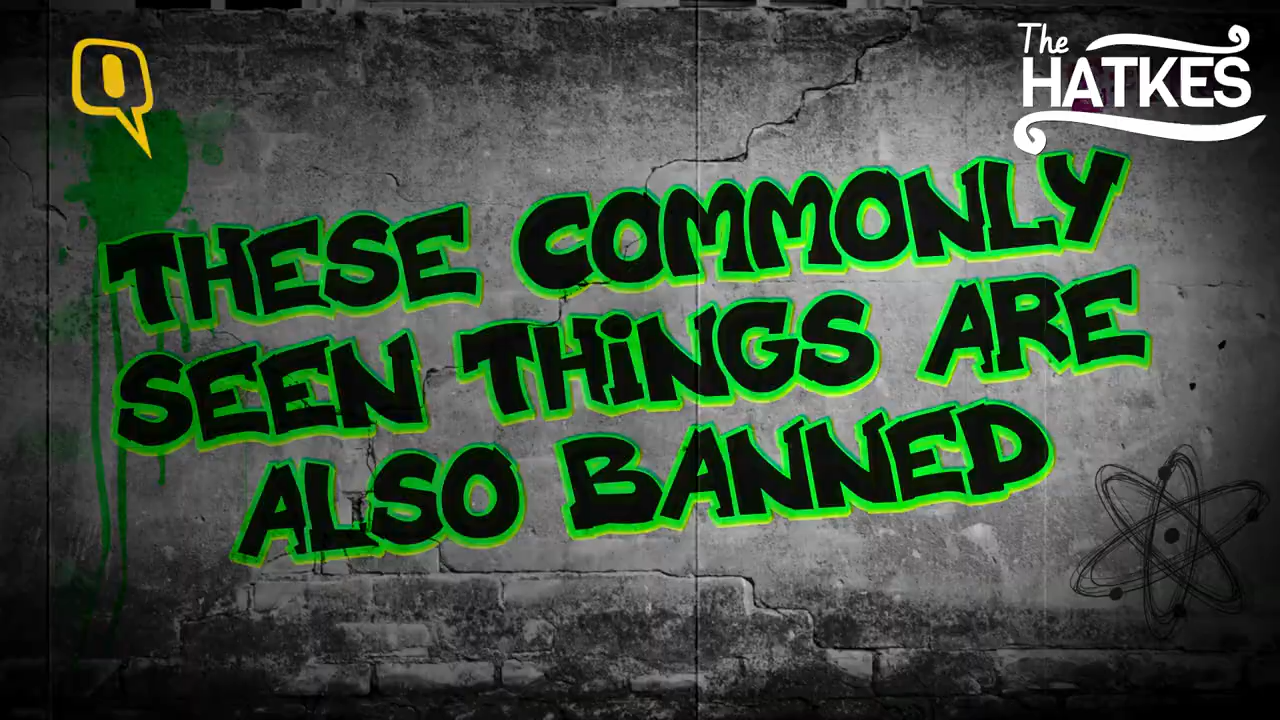 The
HATKES
THESE COMMONLY
SEEN THiNGS ARE
ALSO BANNED